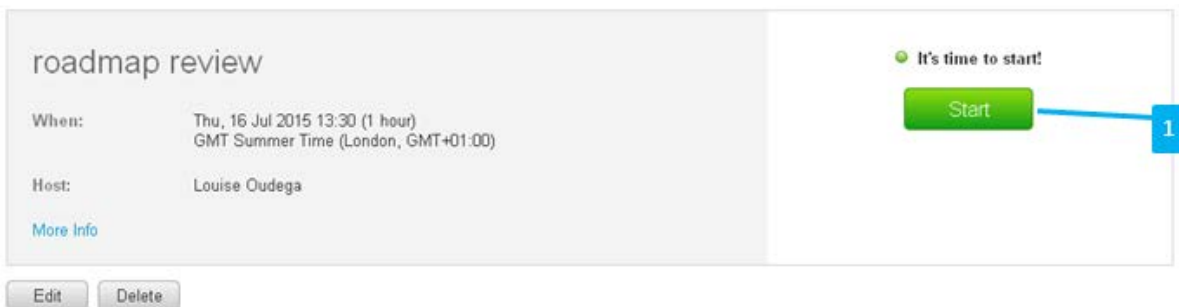 roadmap review
When: Thu, 16 Jul 2015 13:30 (1 hour)
GMT Summer Time (London, GMT+01:00)
Host: Louise Oudega
More Info
It's time to start!
Start
1
Edit Delete